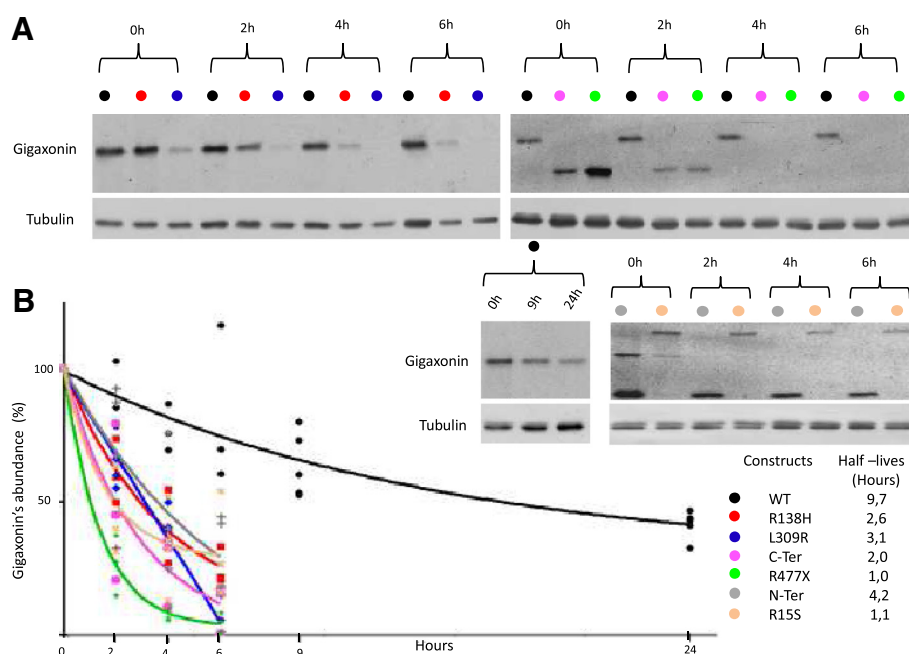 A
0h 2h 4h 6h 0h 2h 4h 6h
Gigaxonin
Tubulin
0h 9h 24h
0h 2h 4h 6h
Gigaxonin
Tubulin
B
Gigaxonin's abundance (%)
100
50
0 2 4 6 9 24
Hours
Constructs Half –lives
(Hours)
WT 9,7
R138H 2,6
L309R 3,1
C-Ter 2,0
R477X 1,0
N-Ter 4,2
R15S 1,1